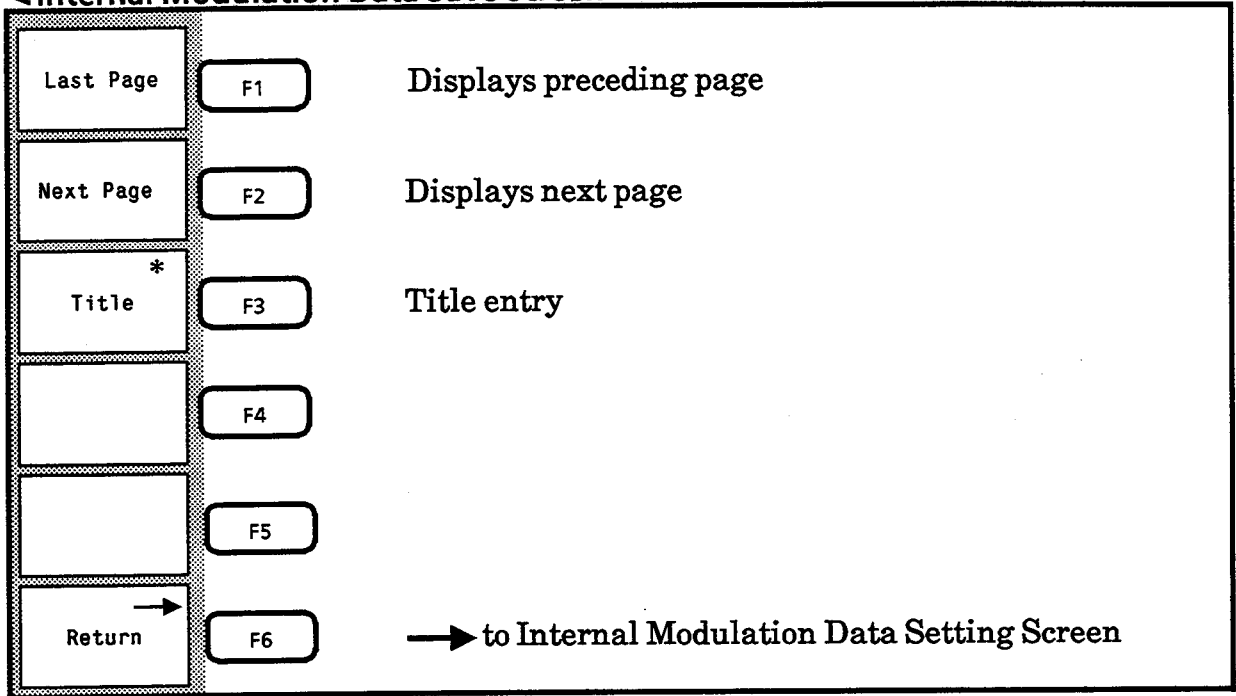 Last Page F1 Displays preceding page
Next Page F2 Displays next page
*
Title F3 Title entry
F4
F5
Return F6 → to Internal Modulation Data Setting Screen